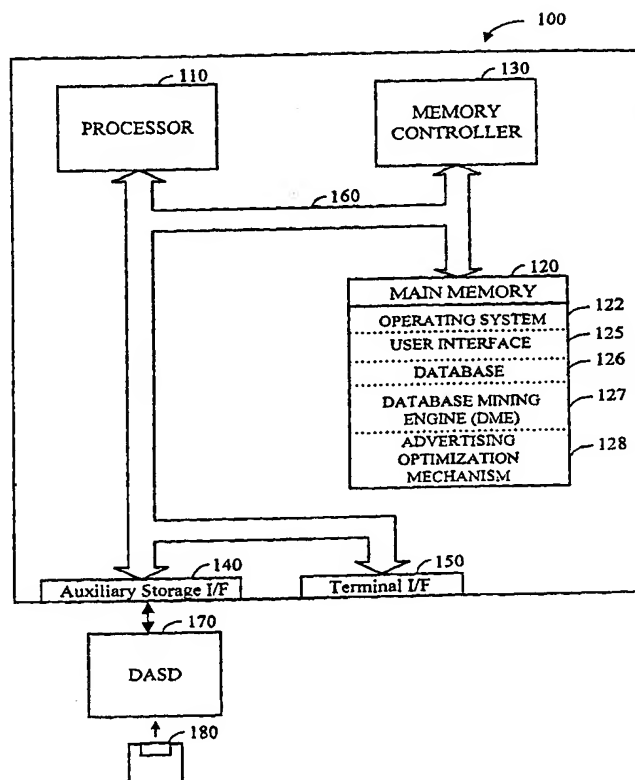 100
110
PROCESSOR
130
MEMORY
CONTROLLER
160
120
MAIN MEMORY
122
OPERATING SYSTEM
125
USER INTERFACE
126
DATABASE
127
DATABASE MINING
ENGINE (DME)
128
ADVERTISING
OPTIMIZATION
MECHANISM
140
Auxiliary Storage I/F
150
Terminal I/F
170
DASD
180